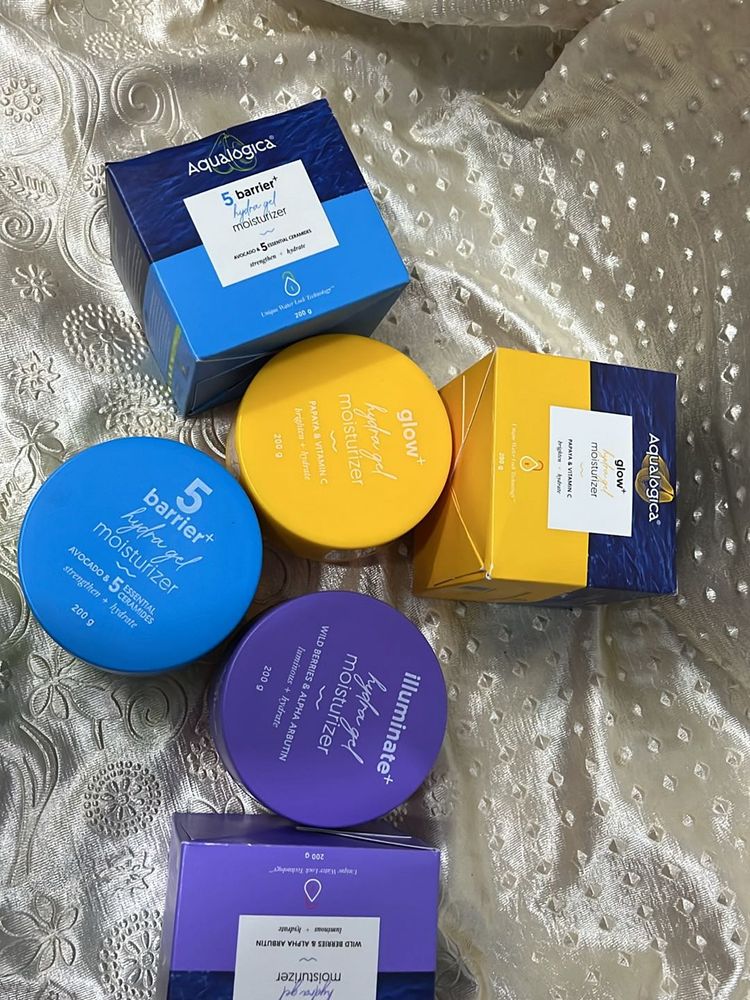 Aqualogica®
5 barrier+
hydra gel
moisturizer
AVOCADO & 5 ESSENTIAL CERAMIDES
strengthen + hydrate
Unique Water Lock Technology™
200 g
glow+
hydra gel
moisturizer
PAPAYA & VITAMIN C
brighten + hydrate
200 g
Aqualogica®
glow+
hydra gel
moisturizer
PAPAYA & VITAMIN C
brighten + hydrate
Unique Water Lock Technology™
200 g
5
barrier+
hydra gel
moisturizer
AVOCADO & 5 ESSENTIAL
CERAMIDES
strengthen + hydrate
200 g
illuminate+
hydra gel
moisturizer
WILD BERRIES & ALPHA ARBUTIN
luminous + hydrate
200 g
hydra gel
moisturizer
WILD BERRIES & ALPHA ARBUTIN
luminous + hydrate
Unique Water Lock Technology™
200 g